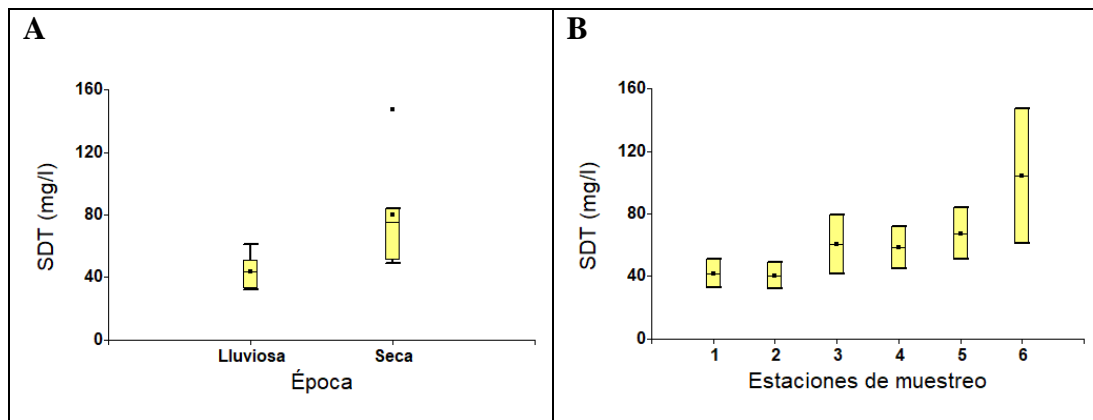 A
160
120
80
40
0
SDT (mg/l)
Lluviosa Seca
Época
B
160
120
80
40
0
SDT (mg/l)
1 2 3 4 5 6
Estaciones de muestreo